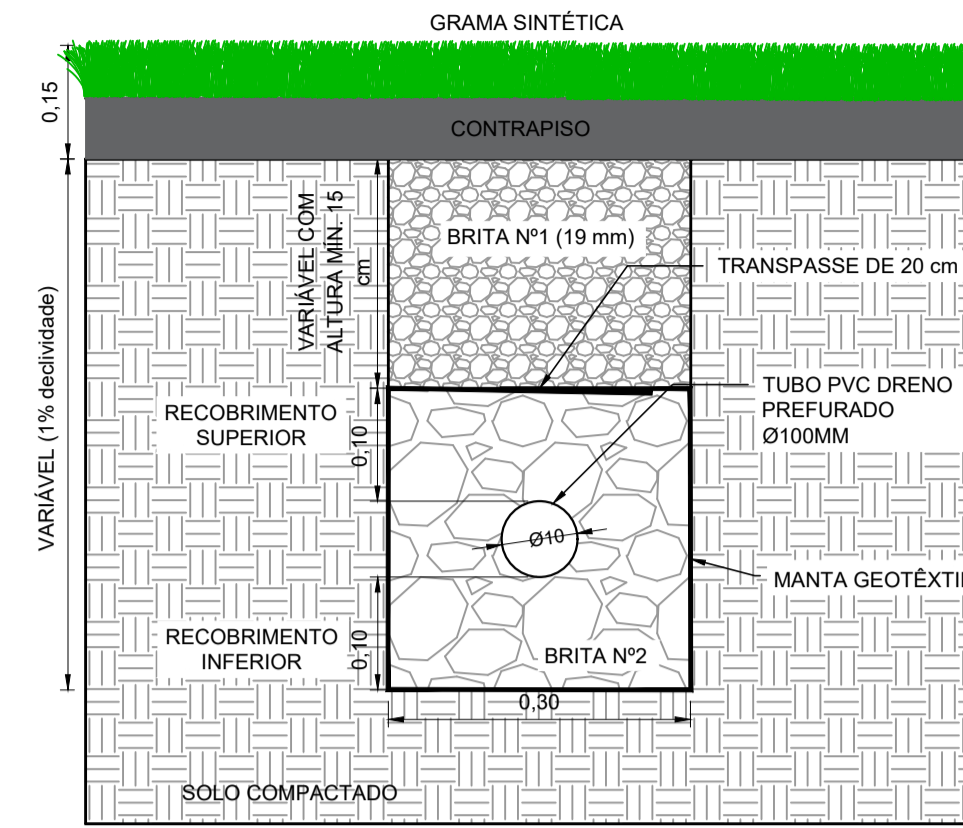 GRAMA SINTÉTICA
0,15
CONTRAPISO
VARIÁVEL (1% declividade)
VARIÁVEL COM
ALTURA MÍN. 15
cm
BRITA Nº1 (19 mm)
TRANSPASSE DE 20 cm
TUBO PVC DRENO
PREFURADO
Ø100MM
RECOBRIMENTO
SUPERIOR
0,10
Ø10
MANTA GEOTÊXTI
RECOBRIMENTO
INFERIOR
0,10
BRITA Nº2
0,30
SOLO COMPACTADO